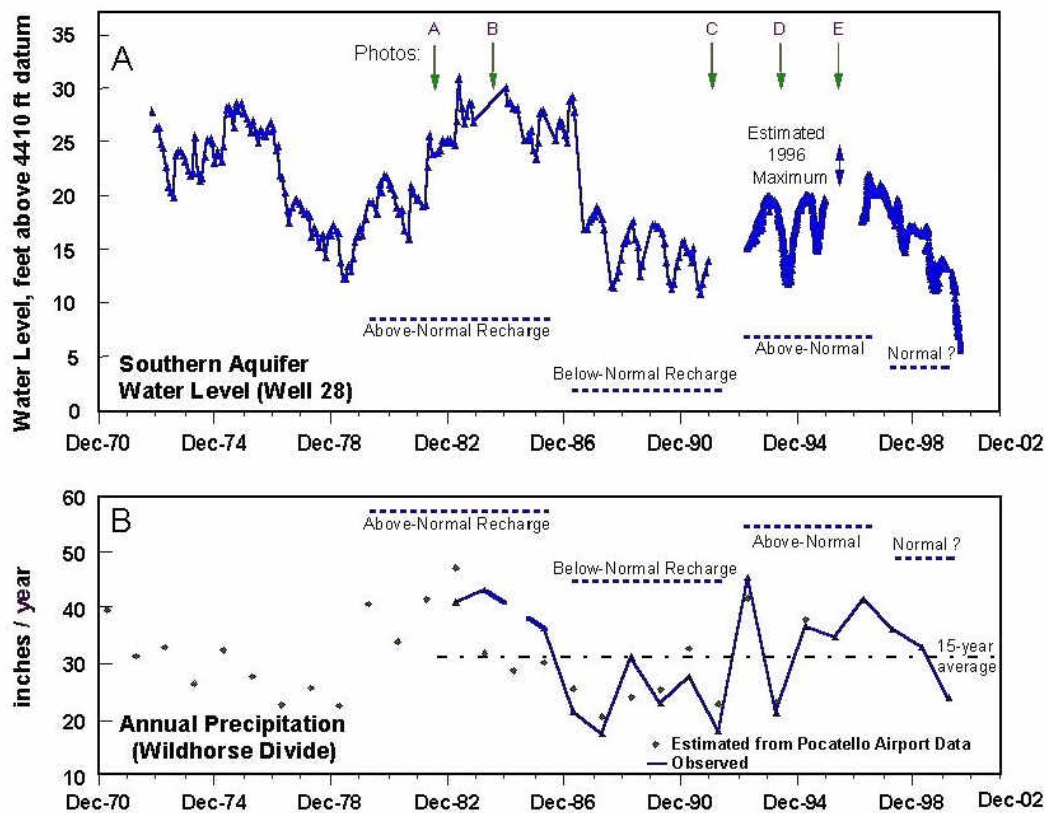 Water Level, feet above 4410 ft datum
35
30
25
20
15
10
5
0
A
Photos:
A
B
C
D
E
Estimated
1996
Maximum
Above-Normal Recharge
Below-Normal Recharge
Above-Normal
Normal ?
Southern Aquifer
Water Level (Well 28)
Dec-70
Dec-74
Dec-78
Dec-82
Dec-86
Dec-90
Dec-94
Dec-98
Dec-02
inches / year
60
50
40
30
20
10
B
Above-Normal Recharge
Below-Normal Recharge
Above-Normal
Normal ?
15-year
average
Annual Precipitation
(Wildhorse Divide)
Estimated from Pocatello Airport Data
Observed
Dec-70
Dec-74
Dec-78
Dec-82
Dec-86
Dec-90
Dec-94
Dec-98
Dec-02